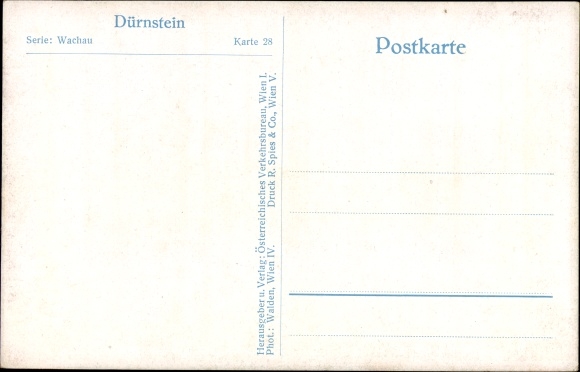 Dürnstein
Serie: Wachau Karte 28
Postkarte
Herausgeber u. Verlag: Österreichisches Verkehrsbureau, Wien I.
Phot.: Walden, Wien IV. Druck R. Spies & Co., Wien V.